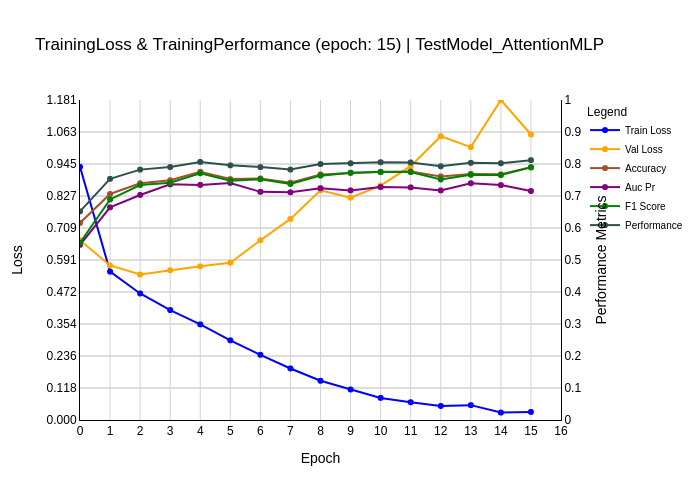 TrainingLoss & TrainingPerformance (epoch: 15) | TestModel_AttentionMLP
1.181
1.063
0.945
0.827
0.709
0.591
0.472
0.354
0.236
0.118
0.000
Loss
0 1 2 3 4 5 6 7 8 9 10 11 12 13 14 15 16
Epoch
1
0.9
0.8
0.7
0.6
0.5
0.4
0.3
0.2
0.1
0
Performance Metrics
Legend
Train Loss
Val Loss
Accuracy
Auc Pr
F1 Score
Performance